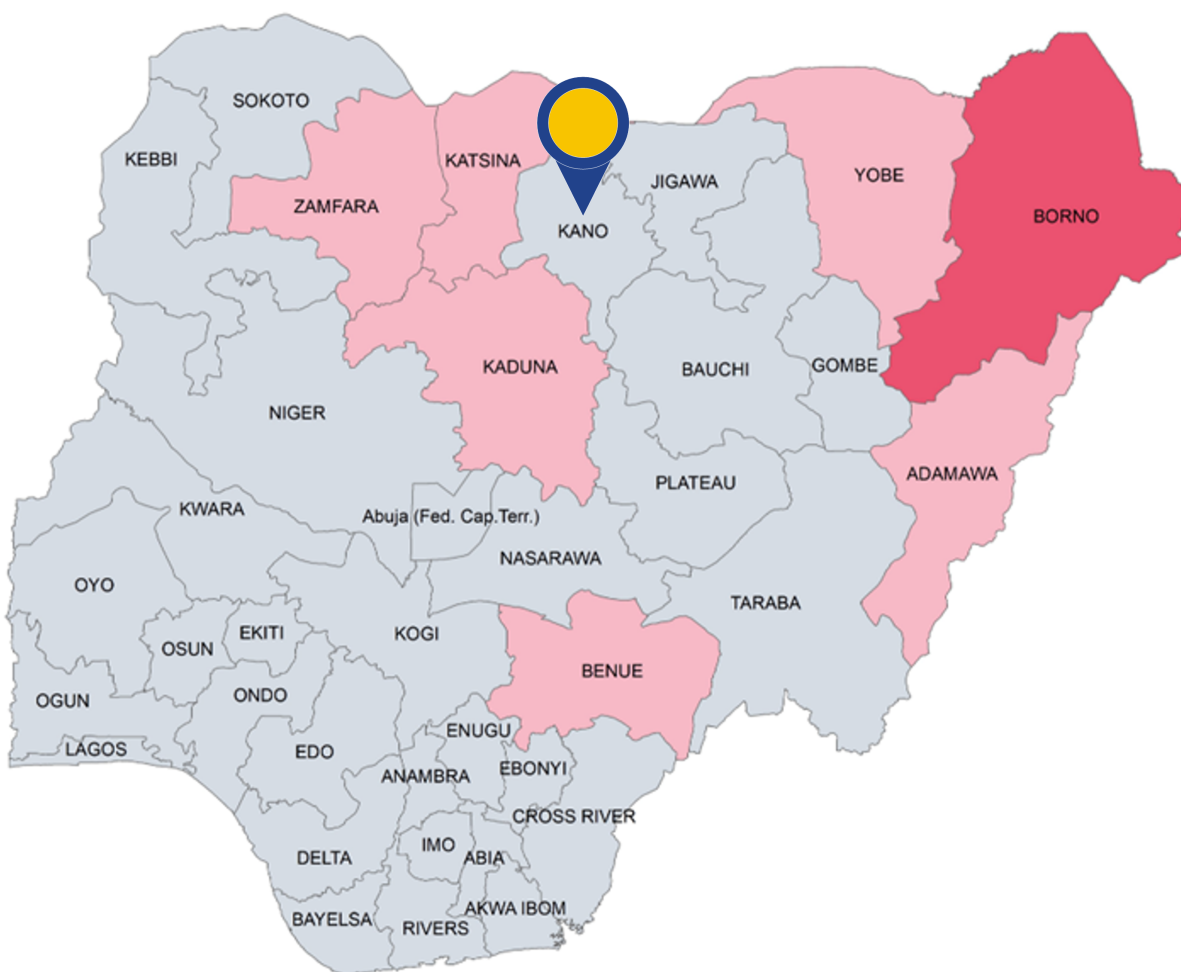 SOKOTO
KEBBI
KATSINA
ZAMFARA
JIGAWA
YOBE
BORNO
KANO
KADUNA
BAUCHI
GOMBE
NIGER
ADAMAWA
PLATEAU
KWARA
Abuja (Fed. Cap.Terr.)
NASARAWA
OYO
TARABA
EKITI
KOGI
OSUN
BENUE
OGUN
ONDO
ENUGU
LAGOS
EDO
EBONYI
ANAMBRA
CROSS RIVER
IMO
DELTA
ABIA
AKWA IBOM
BAYELSA
RIVERS